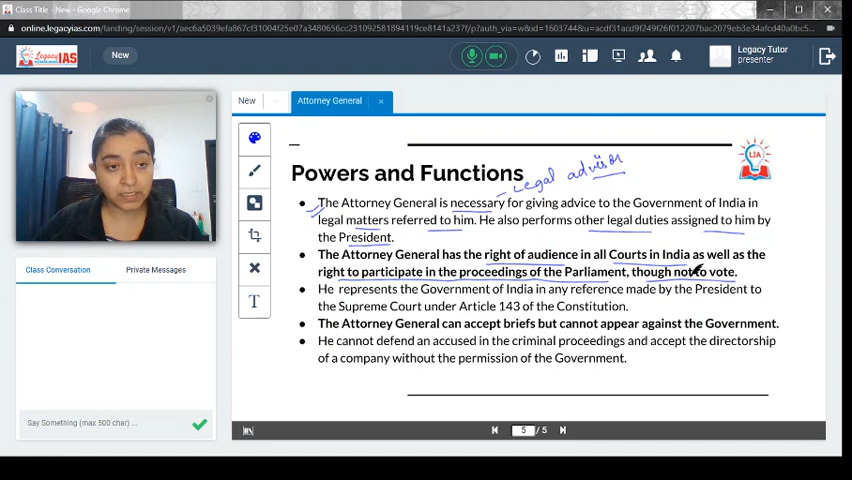 Class Title - New - Google Chrome
online.legacyias.com/landing/session/v1/aec6a5039efa867cf31004f25e07a3480656cc231092581894119ce8141a237f/p?auth_via=w&id=1603744&u=acdf31acd9f249f26f012207bac2079eb3e34afcd40a0bc5...
Legacy IAS
New
Legacy Tutor
presenter
New
Attorney General
LIA
Powers and Functions
- Legal advisor
The Attorney General is necessary for giving advice to the Government of India in
legal matters referred to him. He also performs other legal duties assigned to him by
the President.
The Attorney General has the right of audience in all Courts in India as well as the
right to participate in the proceedings of the Parliament, though not to vote.
He represents the Government of India in any reference made by the President to
the Supreme Court under Article 143 of the Constitution.
The Attorney General can accept briefs but cannot appear against the Government.
He cannot defend an accused in the criminal proceedings and accept the directorship
of a company without the permission of the Government.
Class Conversation
Private Messages
T
Say Something (max 500 char)...
5 / 5